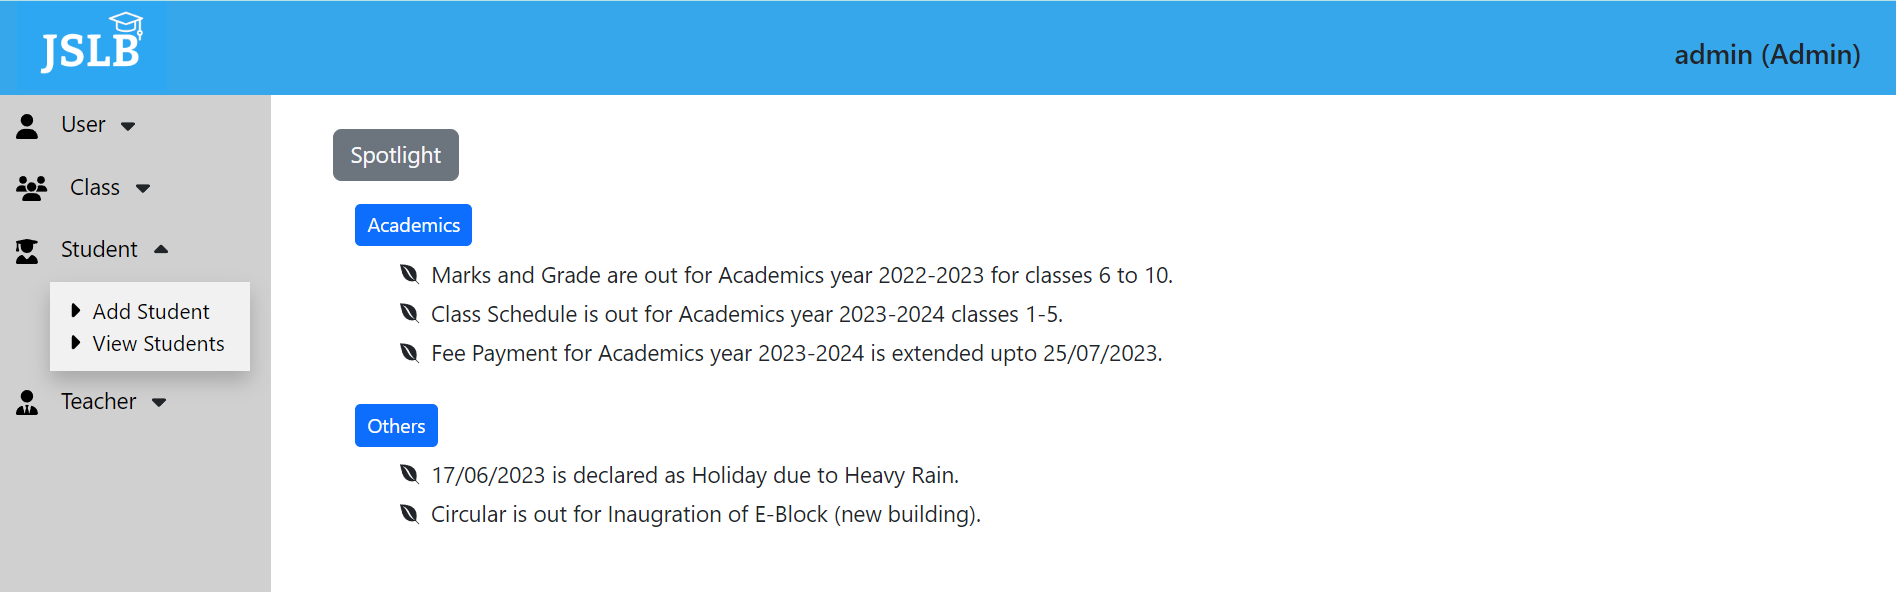 JSLB
admin (Admin)
User
Class
Student
Add Student
View Students
Teacher
Spotlight
Academics
Marks and Grade are out for Academics year 2022-2023 for classes 6 to 10.
Class Schedule is out for Academics year 2023-2024 classes 1-5.
Fee Payment for Academics year 2023-2024 is extended upto 25/07/2023.
Others
17/06/2023 is declared as Holiday due to Heavy Rain.
Circular is out for Inaugration of E-Block (new building).